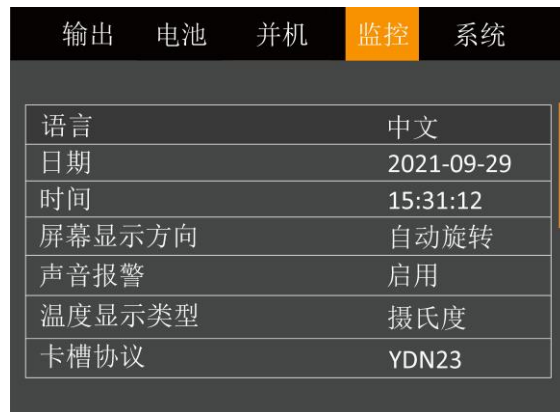 输出 电池 并机 监控 系统
语言 中文
日期 2021-09-29
时间 15:31:12
屏幕显示方向 自动旋转
声音报警 启用
温度显示类型 摄氏度
卡槽协议 YDN23